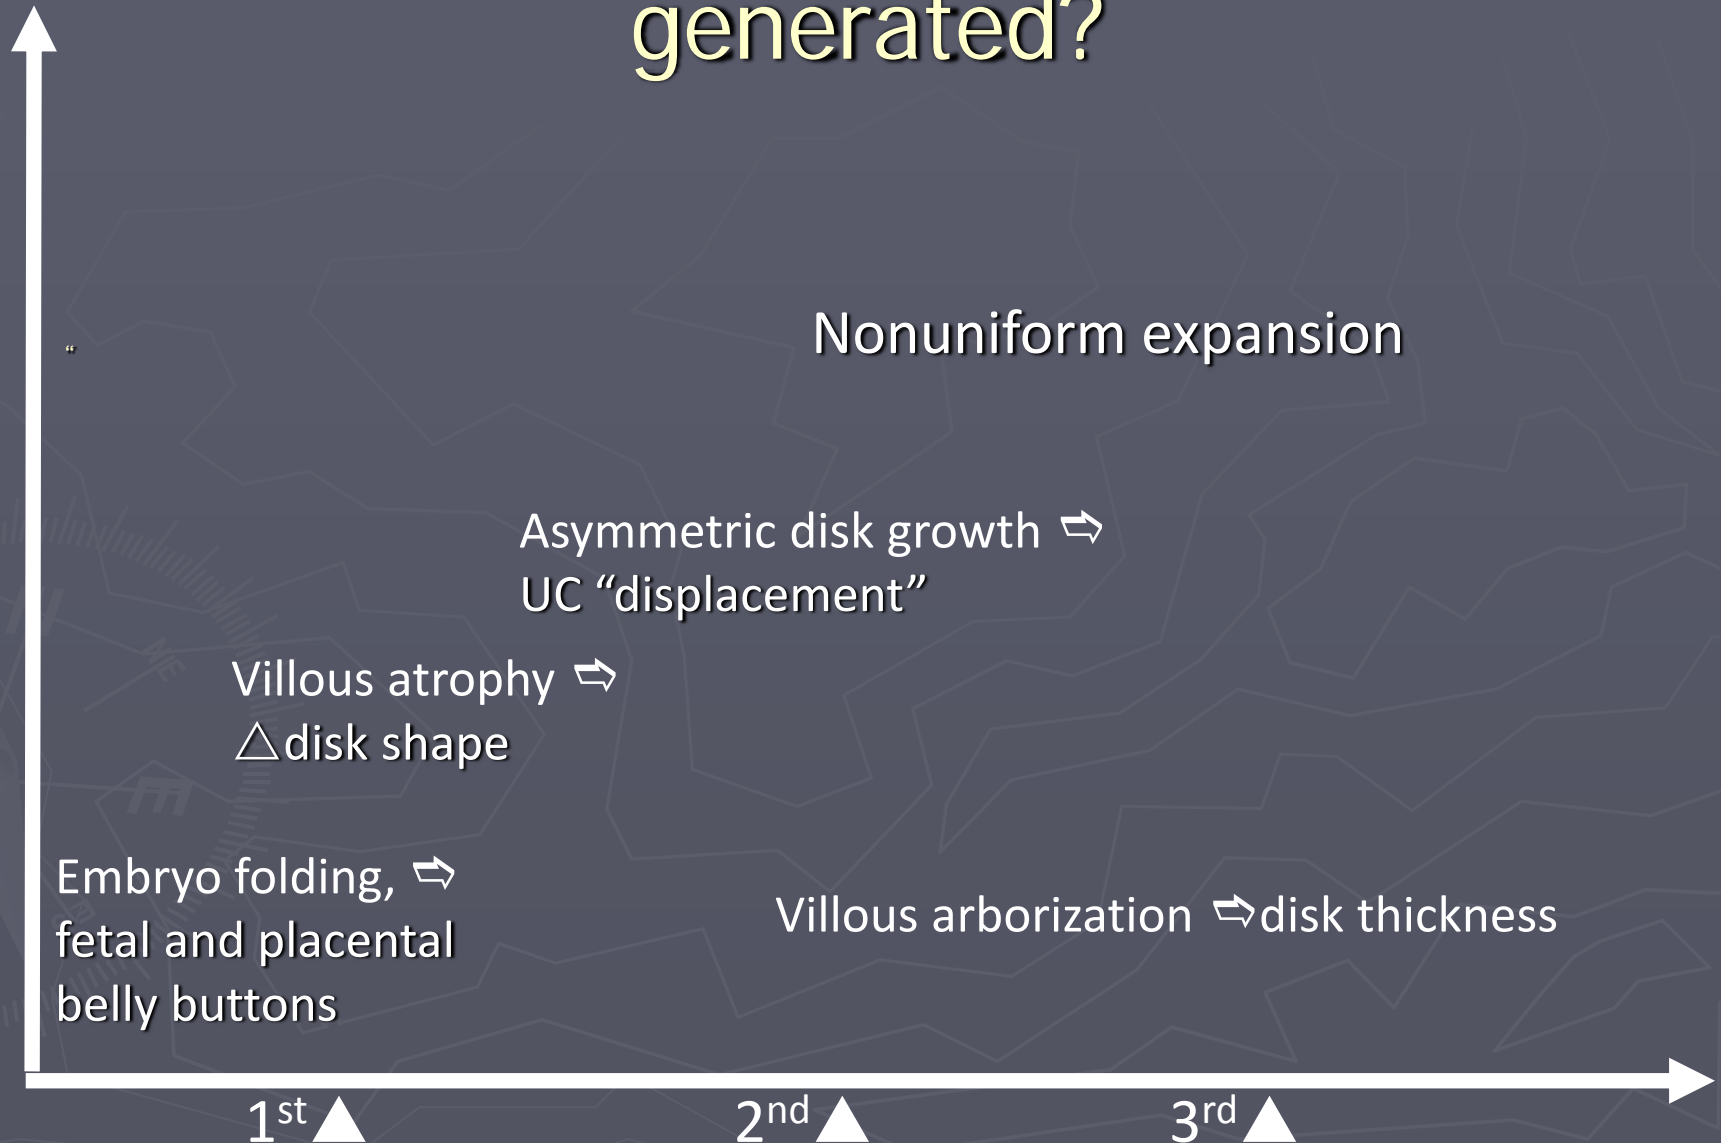 generated?
“
Nonuniform expansion
Asymmetric disk growth ➩
UC “displacement”
Villous atrophy ➩
△disk shape
Embryo folding, ➩
fetal and placental
belly buttons
Villous arborization ➩disk thickness
1st▲ 2nd▲ 3rd▲
N
NE
E